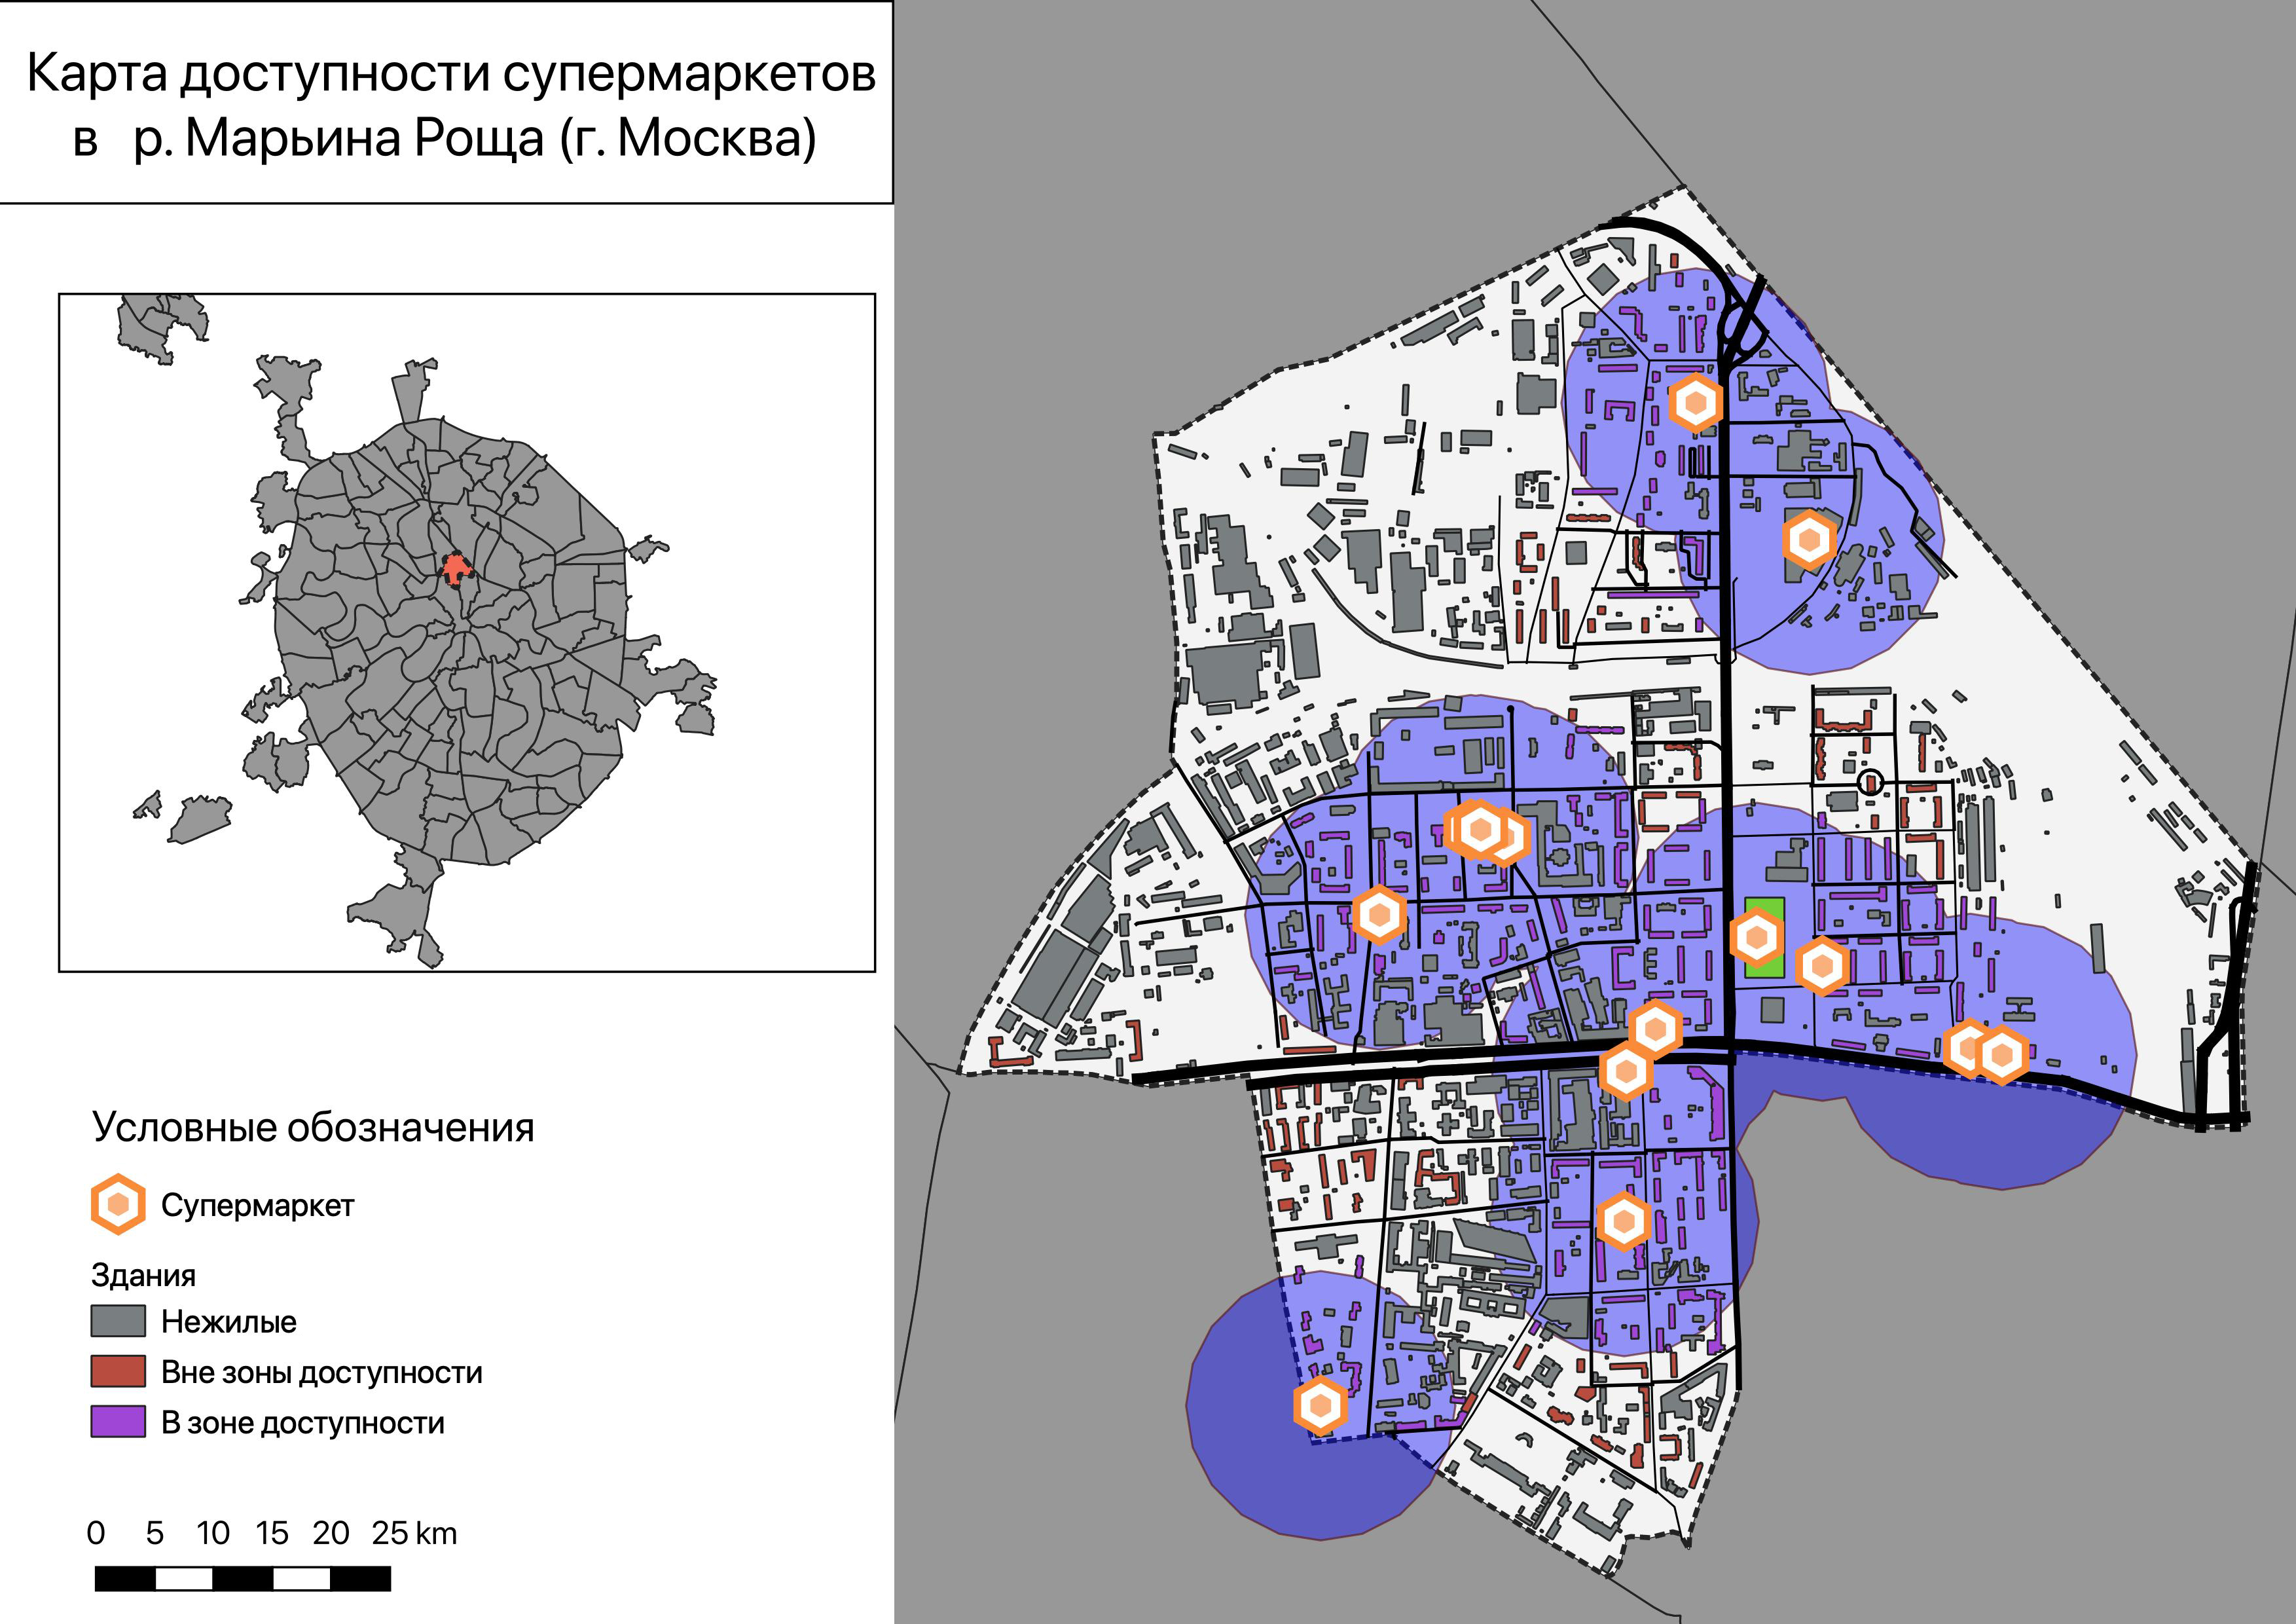 Карта доступности супермаркетов
в р. Марьина Роща (г. Москва)
Условные обозначения
Супермаркет
Здания
Нежилые
Вне зоны доступности
В зоне доступности
0 5 10 15 20 25 km